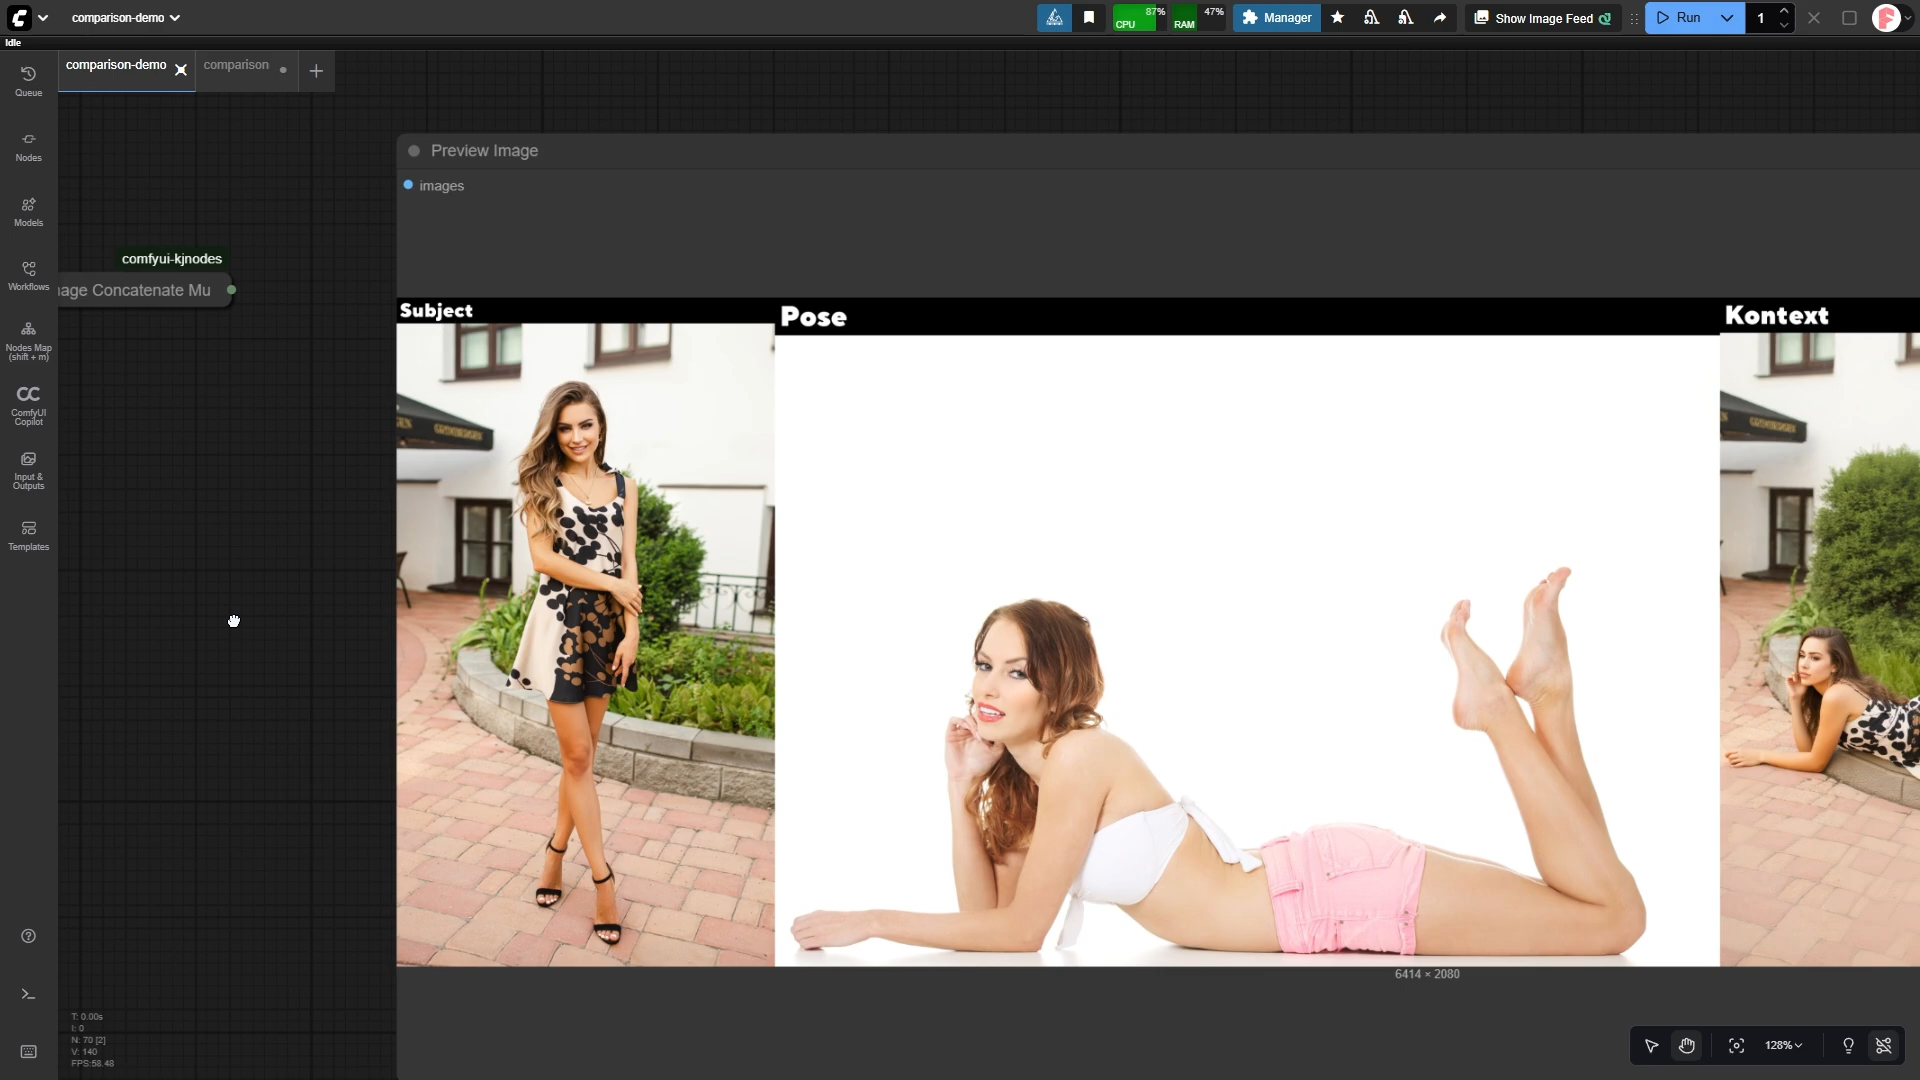 comparison-demo
CPU
87%
RAM
47%
Manager
Show Image Feed
Run
1
Idle
comparison-demo
comparison
Queue
Nodes
Models
Workflows
Nodes Map
(shift + m)
ComfyUI
Copilot
Input &
Outputs
Templates
comfyui-kjnodes
age Concatenate Mu
Preview Image
images
Subject
Pose
Kontext
6414 × 2080
T: 0.00s
I: 0
N: 70 [2]
V: 140
FPS:58.48
128%